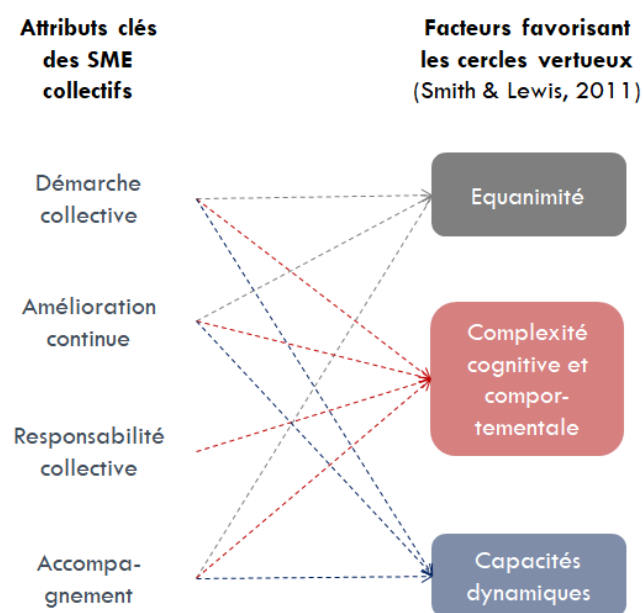 Attributs clés
des SME
collectifs
Facteurs favorisant
les cercles vertueux
(Smith & Lewis, 2011)
Démarche
collective
Equanimité
Amélioration
continue
Complexité
cognitive et
compor-
tementale
Responsabilité
collective
Accompa-
gnement
Capacités
dynamiques